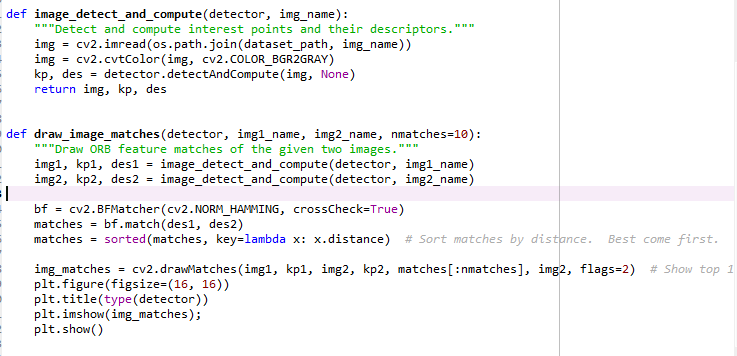 def image_detect_and_compute(detector, img_name):
    """Detect and compute interest points and their descriptors."""
    img = cv2.imread(os.path.join(dataset_path, img_name))
    img = cv2.cvtColor(img, cv2.COLOR_BGR2GRAY)
    kp, des = detector.detectAndCompute(img, None)
    return img, kp, des
def draw_image_matches(detector, img1_name, img2_name, nmatches=10):
    """Draw ORB feature matches of the given two images."""
    img1, kp1, des1 = image_detect_and_compute(detector, img1_name)
    img2, kp2, des2 = image_detect_and_compute(detector, img2_name)
    bf = cv2.BFMatcher(cv2.NORM_HAMMING, crossCheck=True)
    matches = bf.match(des1, des2)
    matches = sorted(matches, key=lambda x: x.distance)  # Sort matches by distance.  Best come first.
    img_matches = cv2.drawMatches(img1, kp1, img2, kp2, matches[:nmatches], img2, flags=2)  # Show top 1
    plt.figure(figsize=(16, 16))
    plt.title(type(detector))
    plt.imshow(img_matches);
    plt.show()